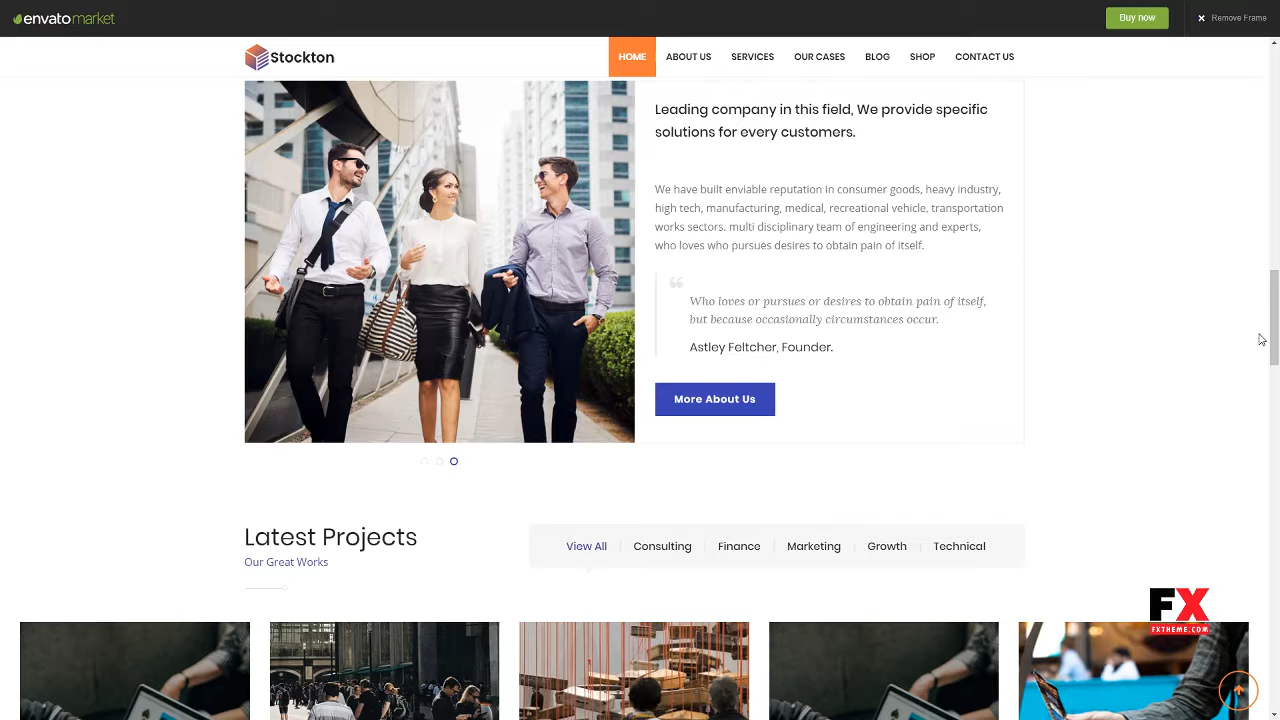 envatomarket
Buy now
Remove Frame
Stockton
HOME
ABOUT US
SERVICES
OUR CASES
BLOG
SHOP
CONTACT US
Leading company in this field, We provide specific
solutions for every customers.
We have built enviable reputation in consumer goods, heavy industry,
high tech, manufacturing, medical, recreational vehicle, transportation
works sectors. multi disciplinary team of engineering and experts,
who loves who pursues desires to obtain pain of itself.
Who loves or pursues or desires to obtain pain of itself,
but because occasionally circumstances occur.
Astley Feltcher, Founder.
More About Us
Latest Projects
Our Great Works
View All
Consulting
Finance
Marketing
Growth
Technical
FX
FXTHEME.COM